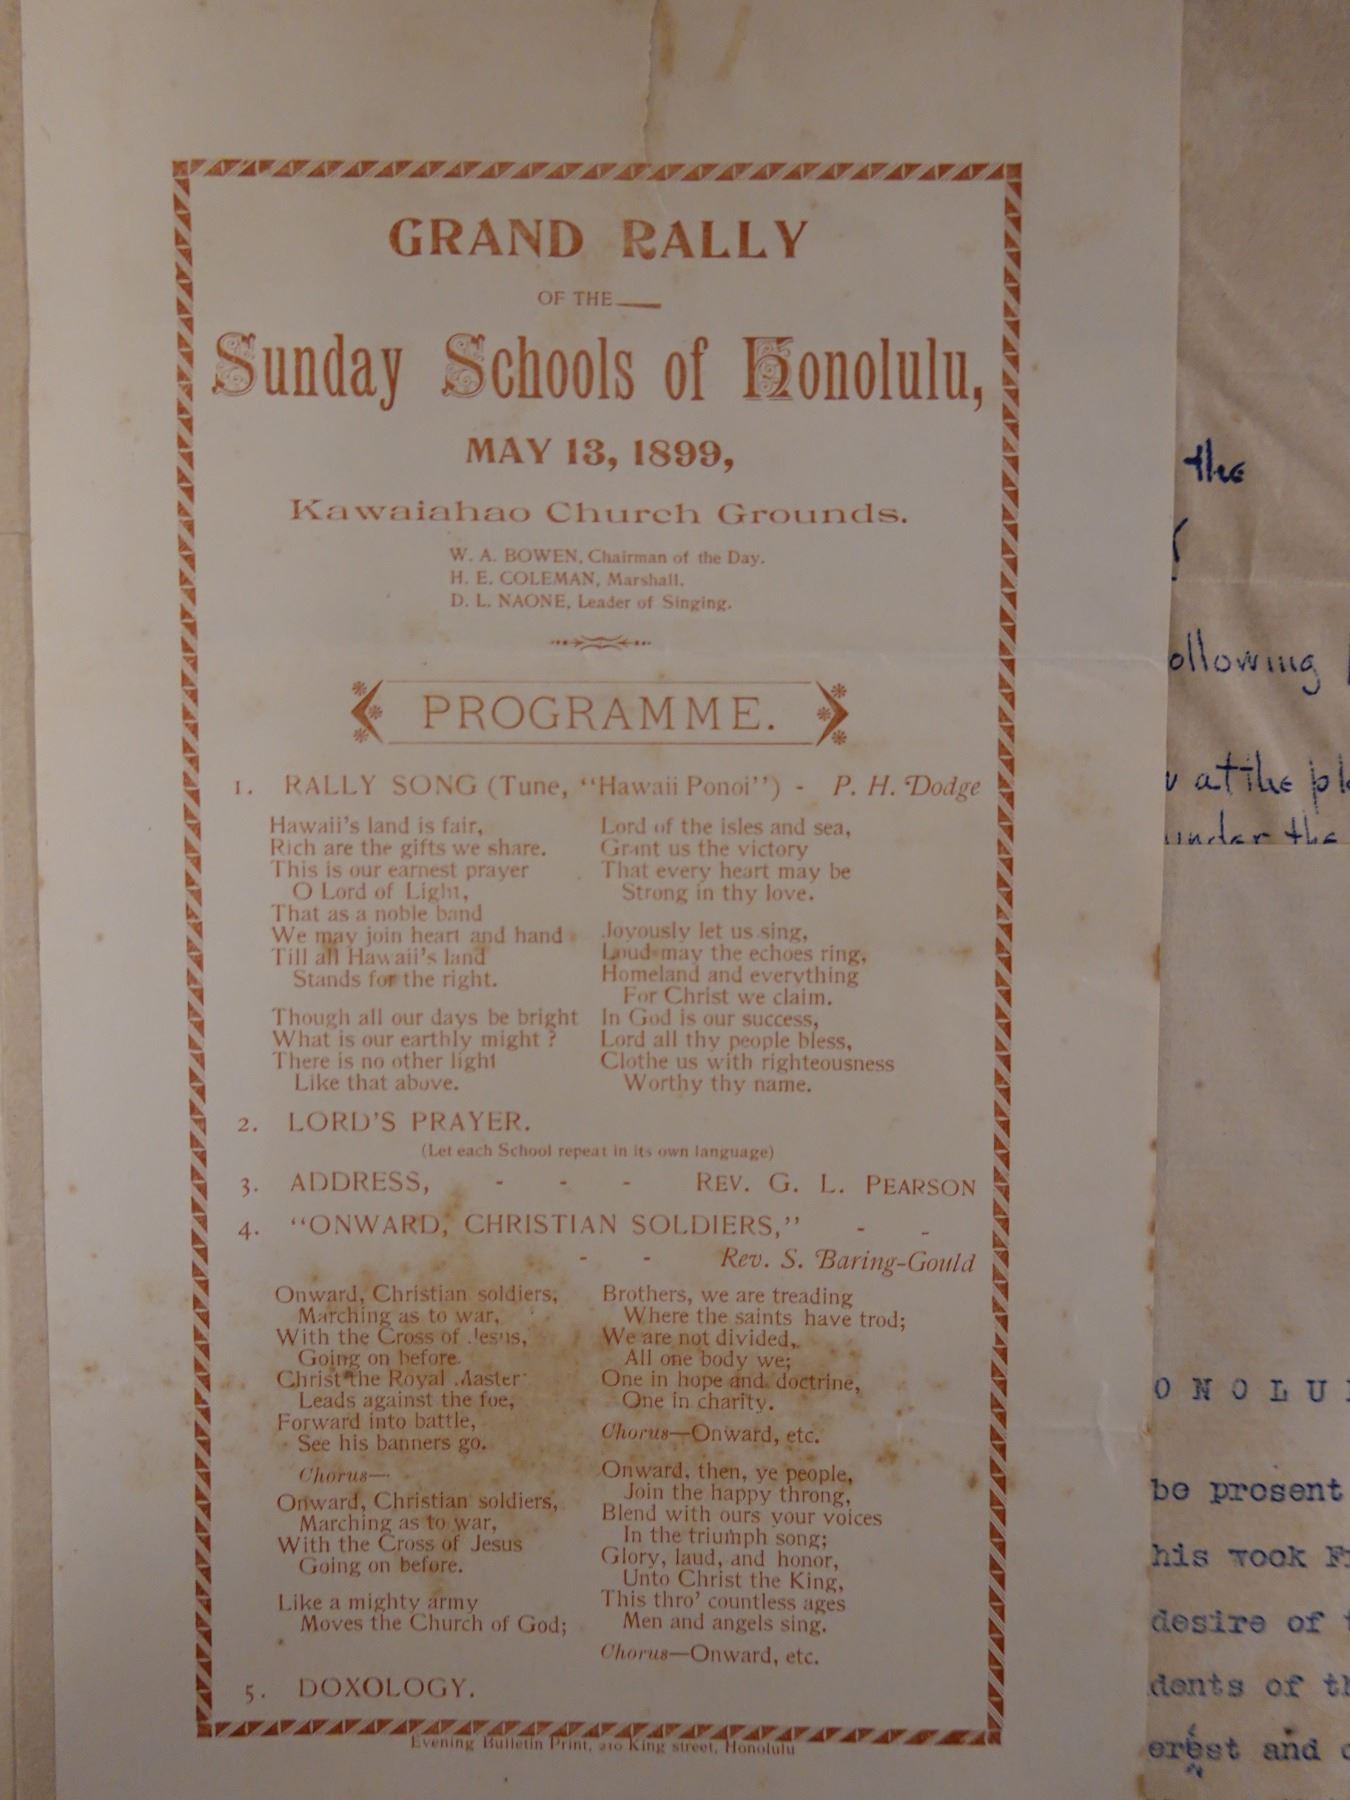 GRAND RALLY
OF THE
Sunday Schools of Honolulu,
MAY 13, 1899,
Kawaiahao Church Grounds.
W. A. BOWEN, Chairman of the Day.
H. E. COLEMAN, Marshall.
D. L. NAONE, Leader of Singing.
PROGRAMME.
1. RALLY SONG (Tune, "Hawaii Ponoi") - P. H. Dodge
Hawaii's land is fair,
Rich are the gifts we share.
This is our earnest prayer
O Lord of Light,
That as a noble band
We may join heart and hand
Till all Hawaii's land
Stands for the right.
Though all our days be bright
What is our earthly might?
There is no other light
Like that above.
Lord of the isles and sea,
Grant us the victory
That every heart may be
Strong in thy love.
Joyously let us sing,
Loud may the echoes ring,
Homeland and everything
For Christ we claim.
In God is our success,
Lord all thy people bless,
Clothe us with righteousness
Worthy thy name.
2. LORD'S PRAYER.
(Let each School repeat in its own language)
3. ADDRESS, - - - REV. G. L. PEARSON
4. "ONWARD, CHRISTIAN SOLDIERS," - -
- - Rev. S. Baring-Gould
Onward, Christian soldiers,
Marching as to war,
With the Cross of Jesus,
Going on before.
Christ the Royal Master
Leads against the foe,
Forward into battle,
See his banners go.
Chorus—
Onward, Christian soldiers,
Marching as to war,
With the Cross of Jesus
Going on before.
Like a mighty army
Moves the Church of God;
Brothers, we are treading
Where the saints have trod;
We are not divided,
All one body we;
One in hope and doctrine,
One in charity.
Chorus—Onward, etc.
Onward, then, ye people,
Join the happy throng,
Blend with ours your voices
In the triumph song;
Glory, laud, and honor,
Unto Christ the King,
This thro' countless ages
Men and angels sing.
Chorus—Onward, etc.
5. DOXOLOGY.
Evening Bulletin Print, 210 King street, Honolulu
the
ollowing
at the
under the
O N O L U
be present
his week
desire of
dents of
erest and